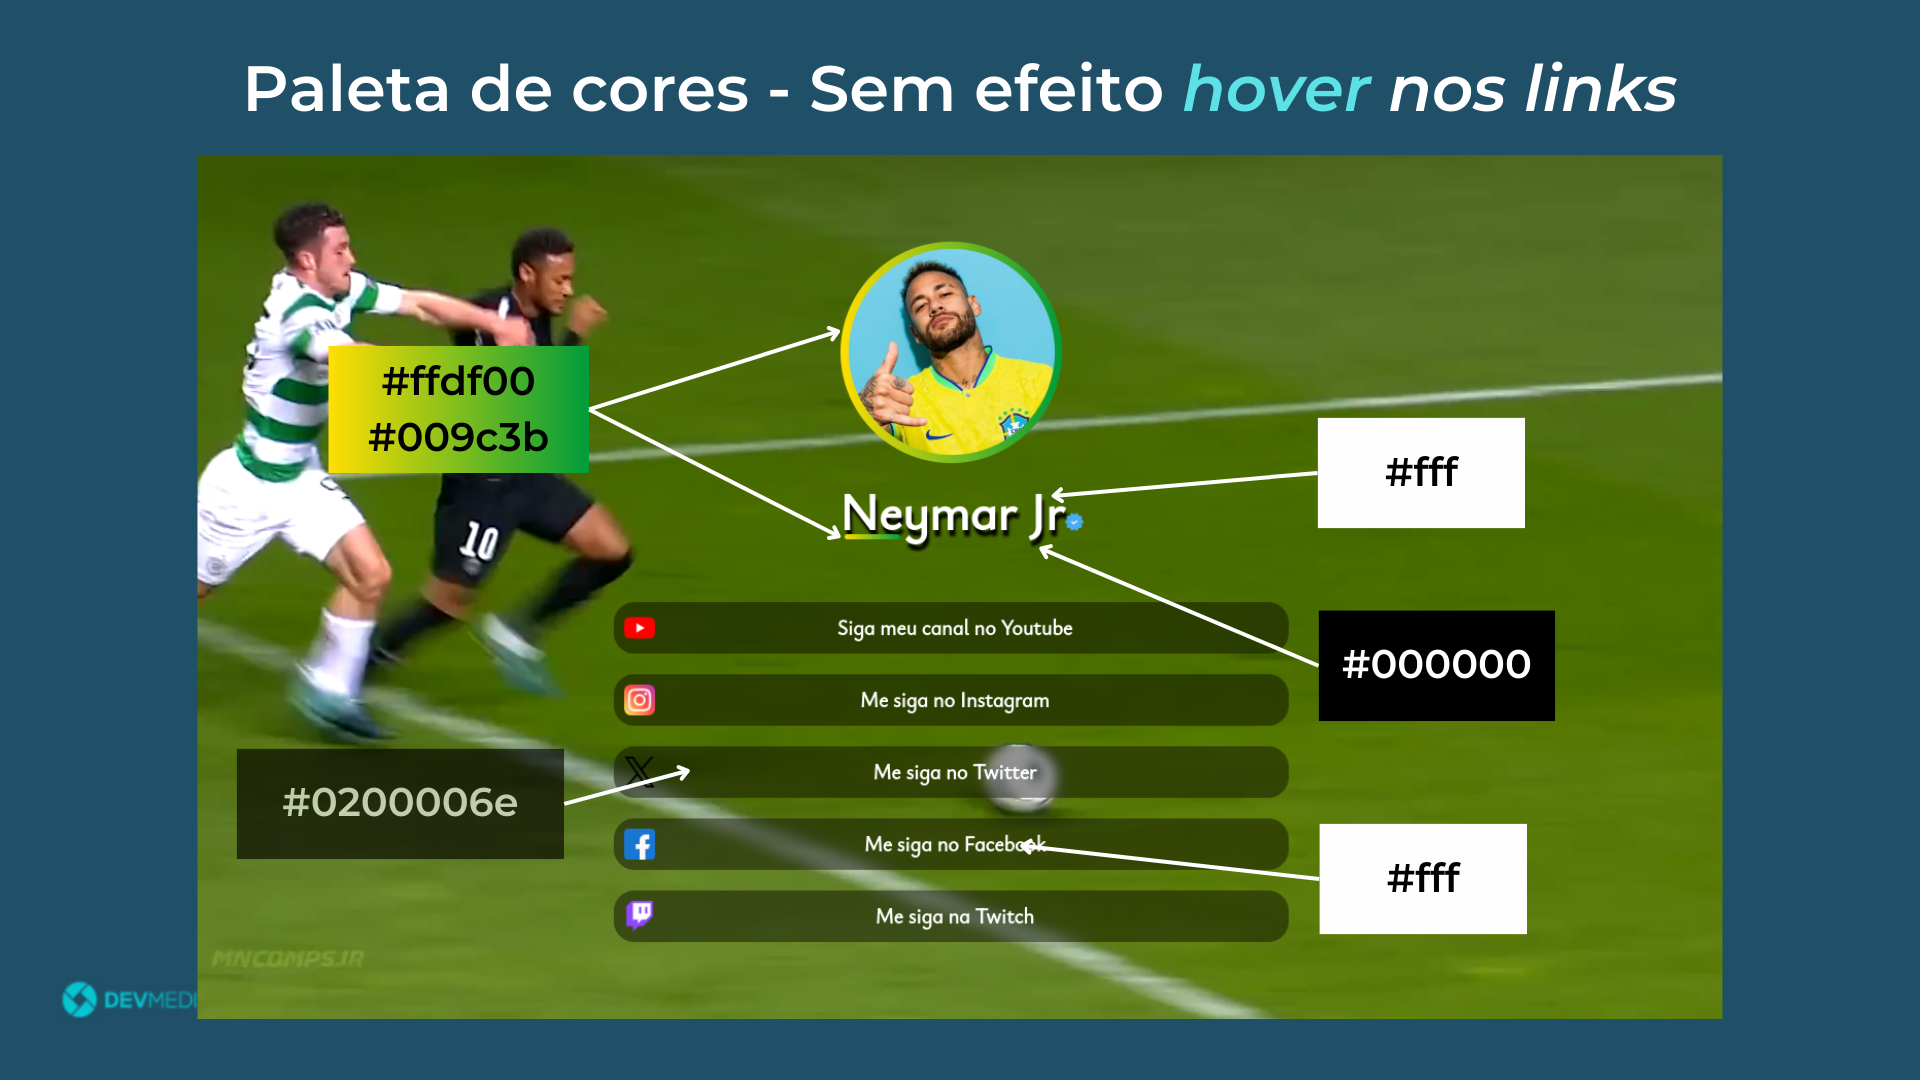 Paleta de cores - Sem efeito hover nos links
#ffdf00
#009c3b
10
#fff
Neymar Jr
Siga meu canal no Youtube
#000000
Me siga no Instagram
Me siga no Twitter
#0200006e
Me siga no Facebook
#fff
Me siga na Twitch
MNCOMPSJR
DEVMEDI